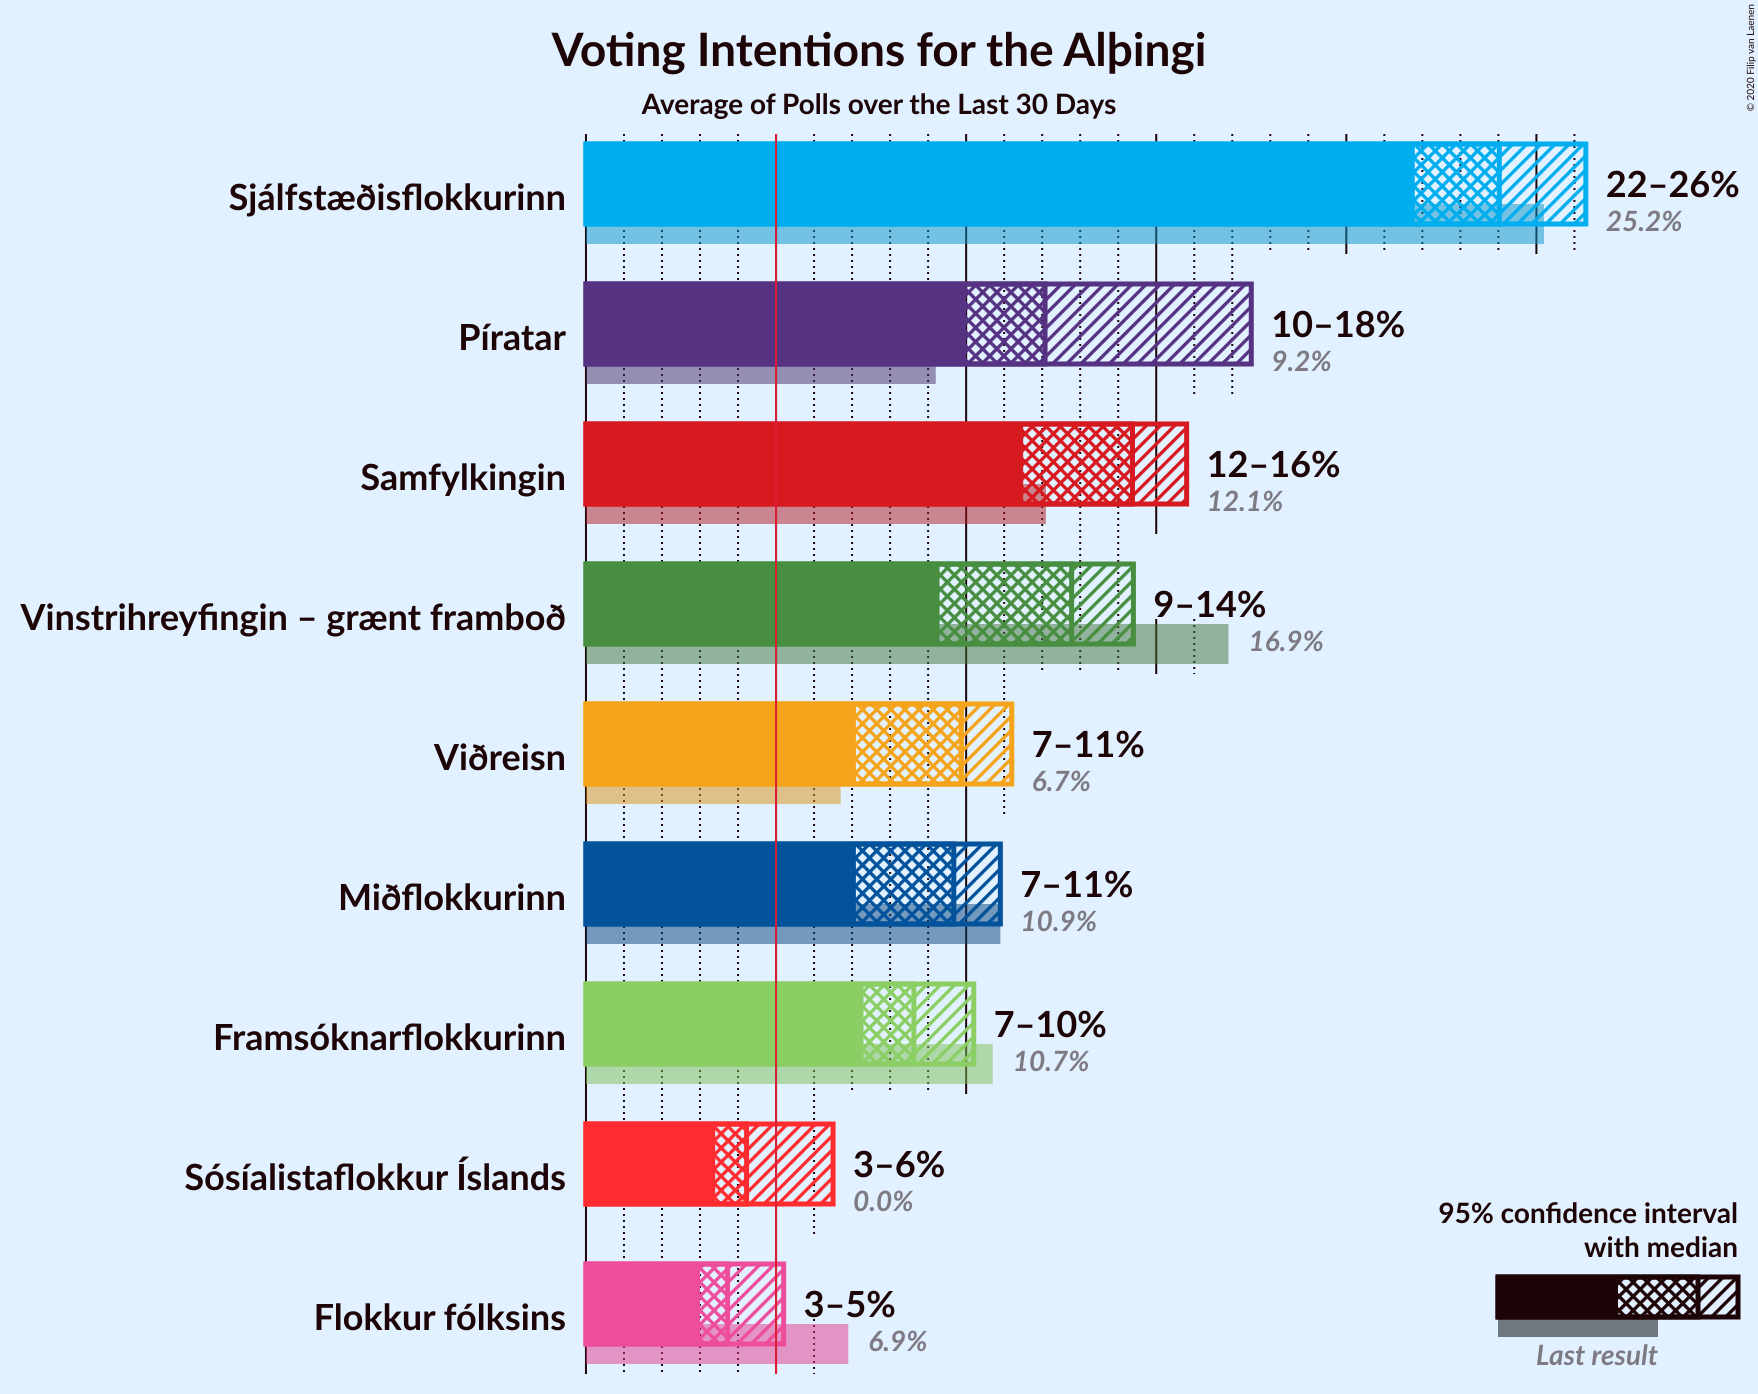 Voting Intentions for the Alþingi
Average of Polls over the Last 30 Days
© 2020 Filip van Laenen
Sjálfstæðisflokkurinn
22–26%
25.2%
Píratar
10–18%
9.2%
Samfylkingin
12–16%
12.1%
Vinstrihreyfingin – grænt framboð
9–14%
16.9%
Viðreisn
7–11%
6.7%
Miðflokkurinn
7–11%
10.9%
Framsóknarflokkurinn
7–10%
10.7%
Sósíalistaflokkur Íslands
3–6%
0.0%
Flokkur fólksins
3–5%
6.9%
95% confidence interval
with median
Last result